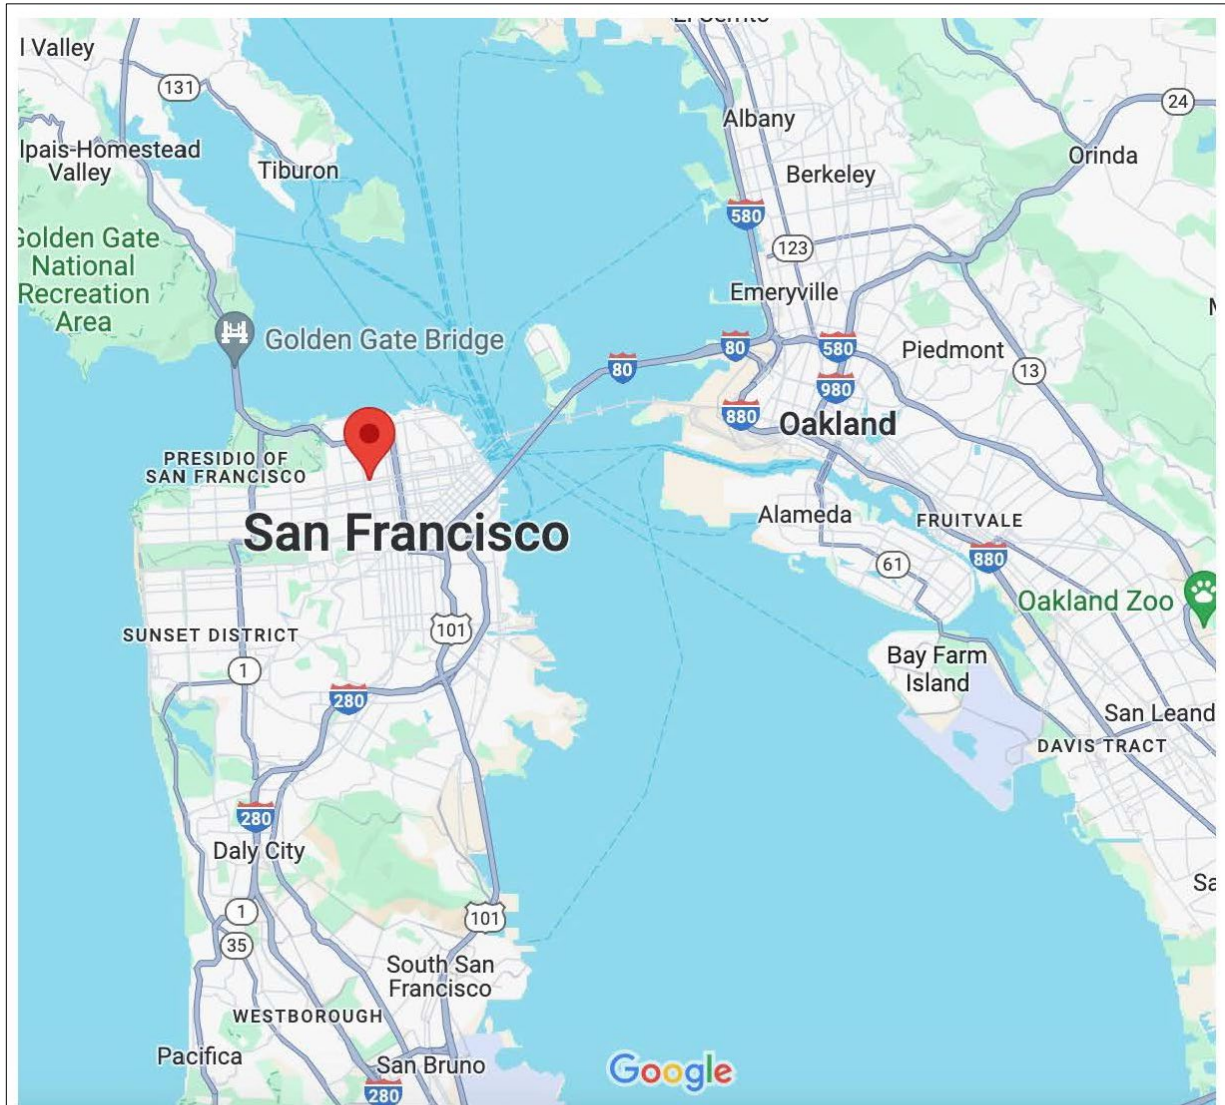 El Cerrito
l Valley
131
24
Albany
lpais-Homestead
Valley
Tiburon
Orinda
Berkeley
580
Golden Gate
National
Recreation
Area
123
Emeryville
Golden Gate Bridge
80
80
580
Piedmont
13
980
880
Oakland
PRESIDIO OF
SAN FRANCISCO
San Francisco
Alameda
FRUITVALE
880
61
Oakland Zoo
SUNSET DISTRICT
101
1
Bay Farm
Island
280
San Leand
DAVIS TRACT
280
Daly City
Sa
1
101
35
South San
Francisco
WESTBOROUGH
Pacifica
San Bruno
Google
280